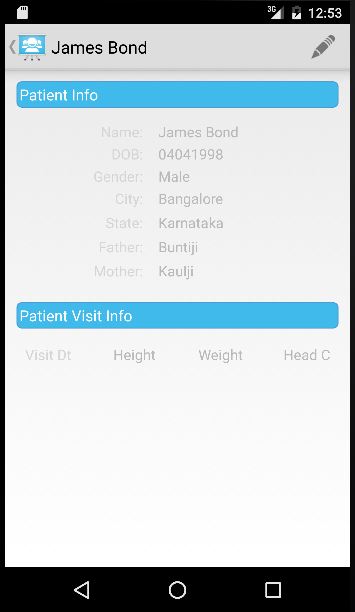 3G 12:53
James Bond
Patient Info
Name: James Bond
DOB: 04041998
Gender: Male
City: Bangalore
State: Karnataka
Father: Buntiji
Mother: Kaulji
Patient Visit Info
Visit Dt Height Weight Head C